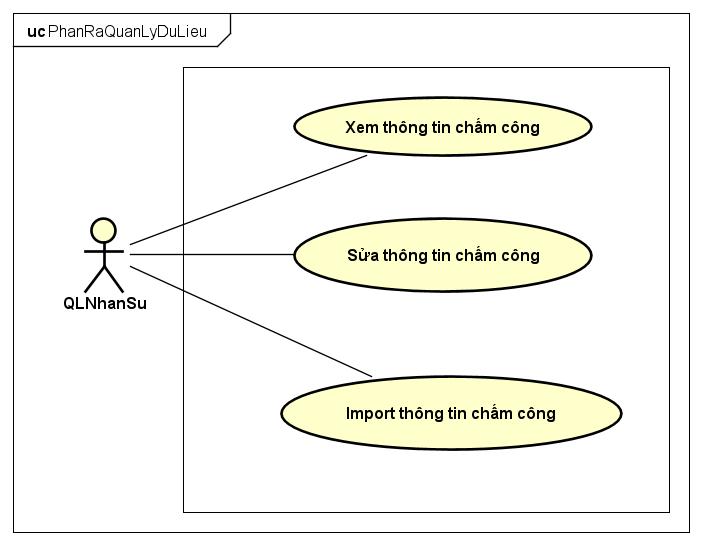 uc PhanRaQuanLyDuLieu
Xem thông tin chấm công
Sửa thông tin chấm công
QLNhanSu
Import thông tin chấm công